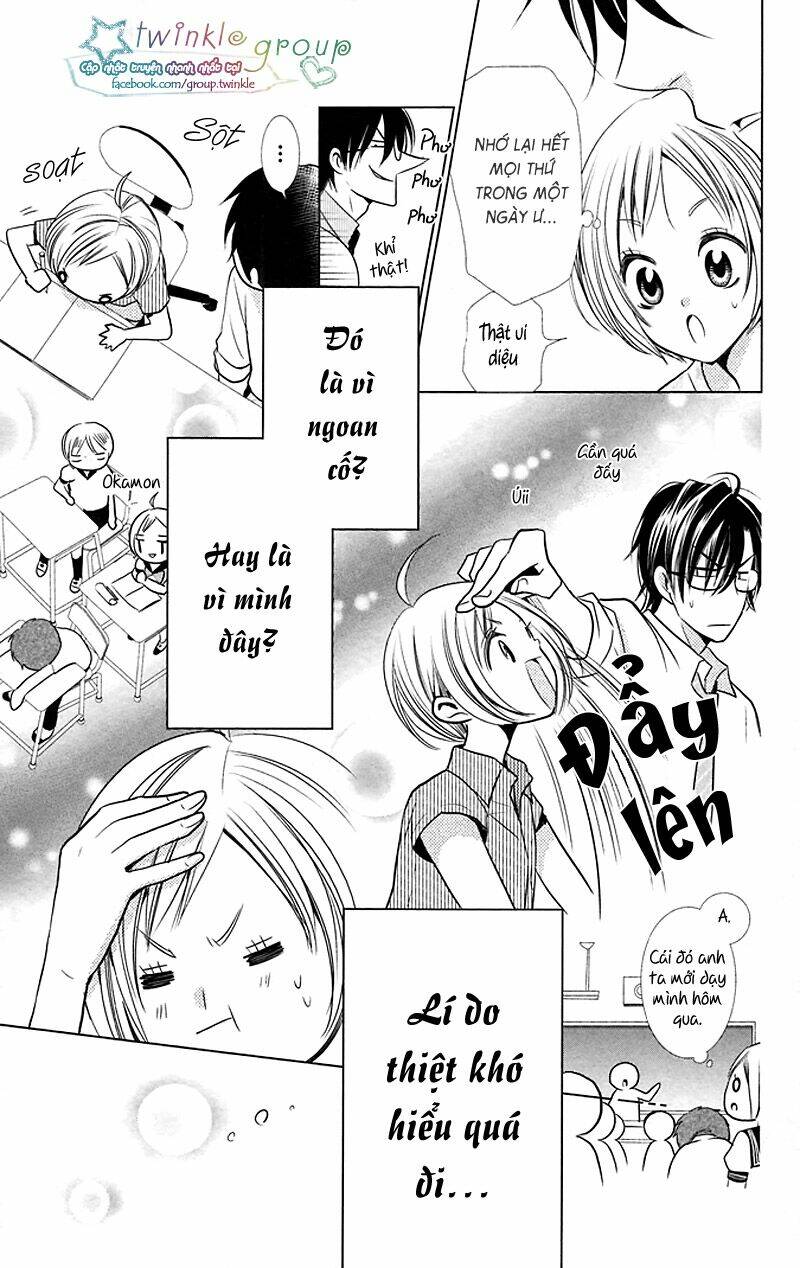 twinkle group
Cập nhật truyện nhanh nhất tại
facebook.com/group.twinkle
NHỚ LẠI HẾT
MỌI THỨ
TRONG MỘT
NGÀY Ư...
Thật vi
diệu
Phư
Phư
Phư
Khỉ
thật!
...
Sột
soạt
Đó
là vì
ngoan
cố?
Hay là
vì mình
đây?
Okamon
Cần quá
đấy
Úii
Đẩy
lên
A.
Cái đó anh
ta mới dạy
mình hôm
qua.
Lí do
thiệt khó
hiểu quá
đi...